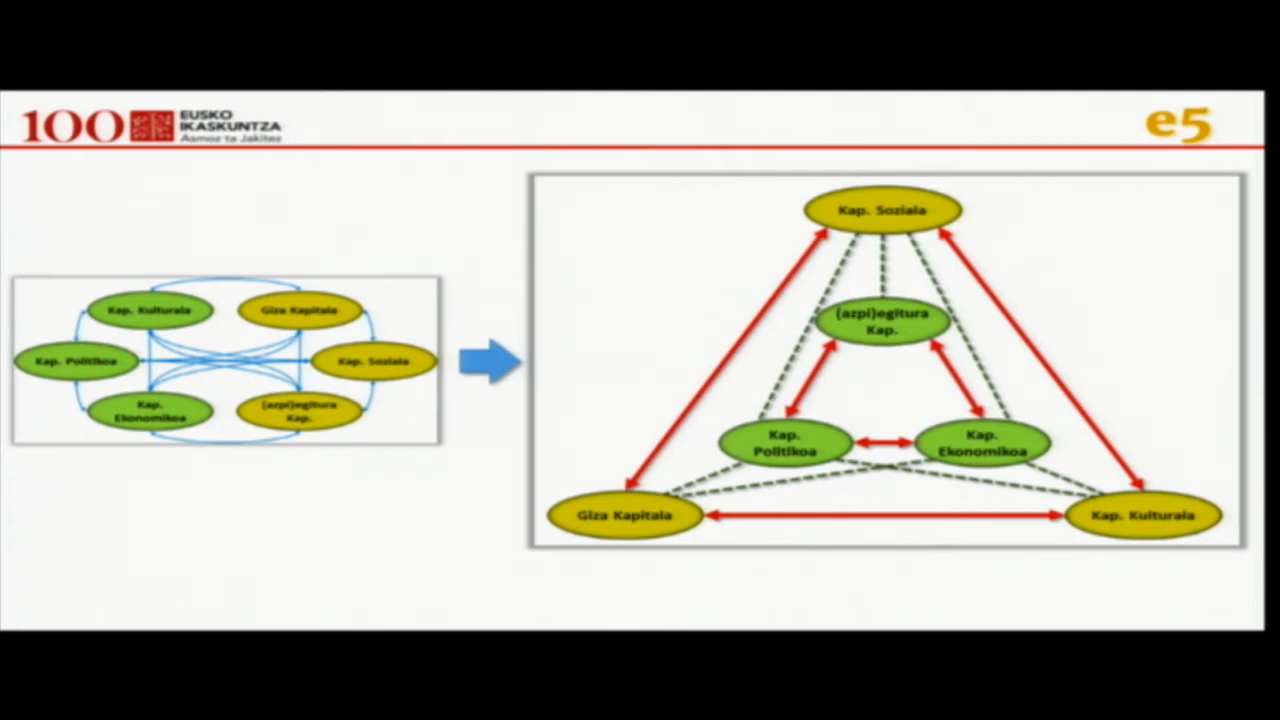 100 EUSKO
IKASKUNTZA
Asmoz ta Jakitez
e5
Kap. Kulturala
Giza Kapitala
Kap. Politikoa
Kap. Soziala
Kap.
Ekonomikoa
(azpi)egitura
Kap.
Kap. Soziala
(azpi)egitura
Kap.
Kap.
Politikoa
Kap.
Ekonomikoa
Giza Kapitala
Kap. Kulturala